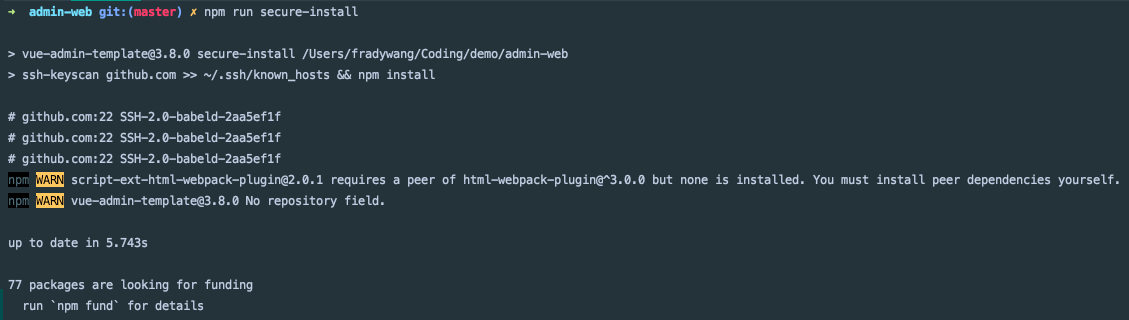 ➜ admin-web git:(master) ✗ npm run secure-install
> vue-admin-template@3.8.0 secure-install /Users/fradywang/Coding/demo/admin-web
> ssh-keyscan github.com >> ~/.ssh/known_hosts && npm install
# github.com:22 SSH-2.0-babeld-2aa5ef1f
# github.com:22 SSH-2.0-babeld-2aa5ef1f
# github.com:22 SSH-2.0-babeld-2aa5ef1f
npm WARN script-ext-html-webpack-plugin@2.0.1 requires a peer of html-webpack-plugin@^3.0.0 but none is installed. You must install peer dependencies yourself.
npm WARN vue-admin-template@3.8.0 No repository field.
up to date in 5.743s
77 packages are looking for funding
run `npm fund` for details